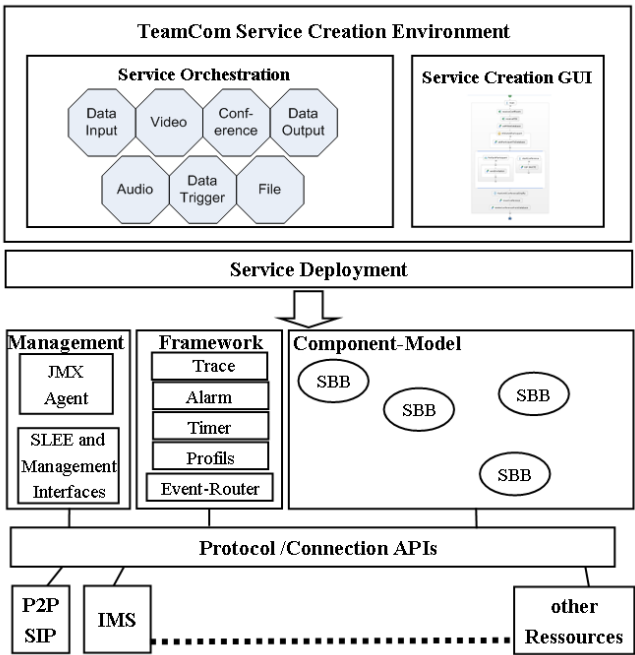 TeamCom Service Creation Environment
Service Orchestration
Data
Input
Video
Conf-
erence
Data
Output
Audio
Data
Trigger
File
Service Creation GUI
Service Deployment
Management
JMX
Agent
SLEE and
Management
Interfaces
Framework
Trace
Alarm
Timer
Profils
Event-Router
Component-Model
SBB
SBB
SBB
SBB
Protocol /Connection APIs
P2P
SIP
IMS
other
Ressources